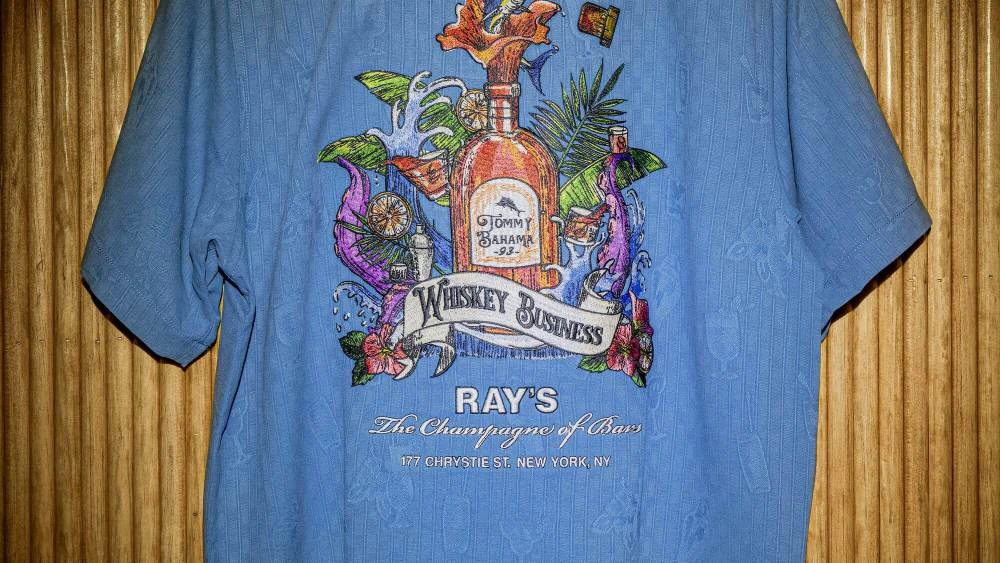 TOMMY
BAHAMA
-93-
WHISKEY BUSINESS
RAY'S
The Champagne of Bars
177 CHRYSTIE ST. NEW YORK, NY